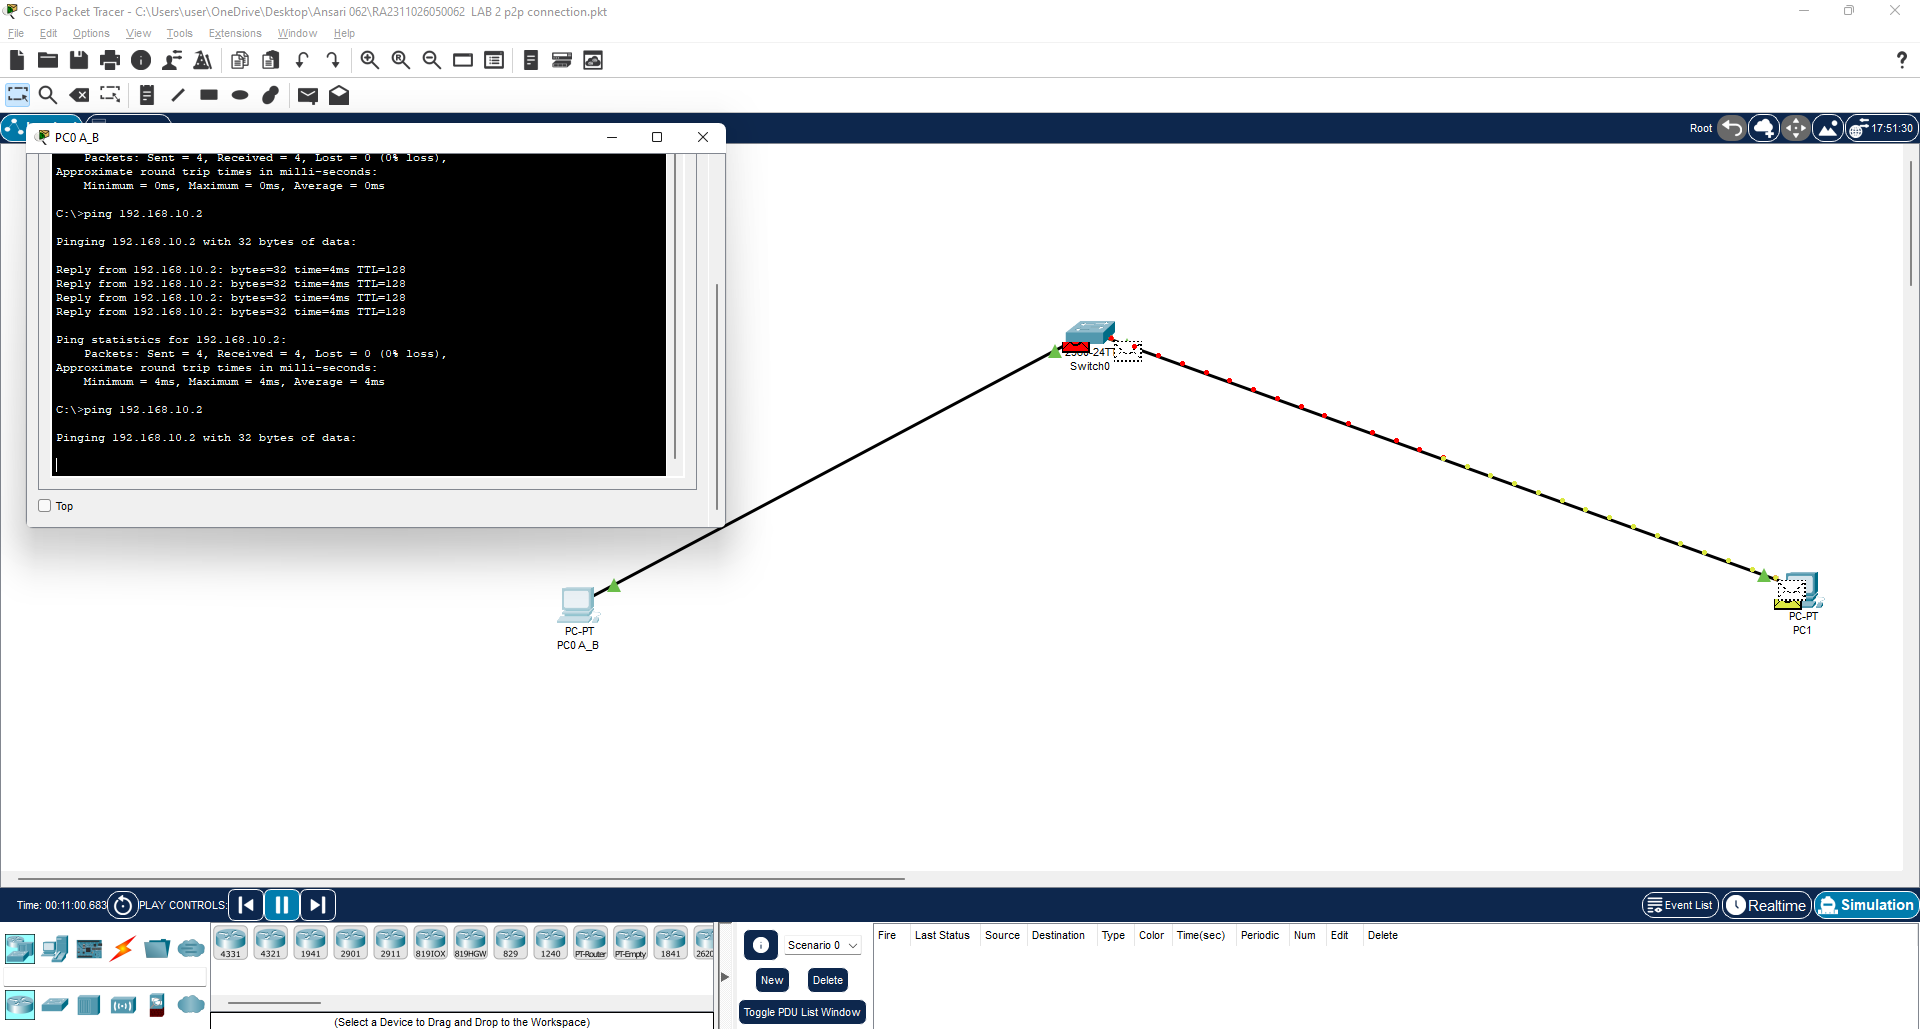 Cisco Packet Tracer - C:\Users\user\OneDrive\Desktop\Ansari 062\RA2311026050062 LAB 2 p2p connection.pkt
File Edit Options View Tools Extensions Window Help
?
Root 17:51:30
PC0 A_B
Packets: Sent = 4, Received = 4, Lost = 0 (0% loss),
Approximate round trip times in milli-seconds:
Minimum = 0ms, Maximum = 0ms, Average = 0ms
C:\>ping 192.168.10.2
Pinging 192.168.10.2 with 32 bytes of data:
Reply from 192.168.10.2: bytes=32 time=4ms TTL=128
Reply from 192.168.10.2: bytes=32 time=4ms TTL=128
Reply from 192.168.10.2: bytes=32 time=4ms TTL=128
Reply from 192.168.10.2: bytes=32 time=4ms TTL=128
Ping statistics for 192.168.10.2:
Packets: Sent = 4, Received = 4, Lost = 0 (0% loss),
Approximate round trip times in milli-seconds:
Minimum = 4ms, Maximum = 4ms, Average = 4ms
C:\>ping 192.168.10.2
Pinging 192.168.10.2 with 32 bytes of data:
Top
Switch0
PC-PT
PC0 A_B
PC-PT
PC1
Time: 00:11:00.683 PLAY CONTROLS:
Event List Realtime Simulation
4331 4321 1941 2901 2911 819IOX 819HGW 829 1240 PT-Router PT-Empty 1841 2620
(Select a Device to Drag and Drop to the Workspace)
Scenario 0
New Delete
Toggle PDU List Window
Fire Last Status Source Destination Type Color Time(sec) Periodic Num Edit Delete